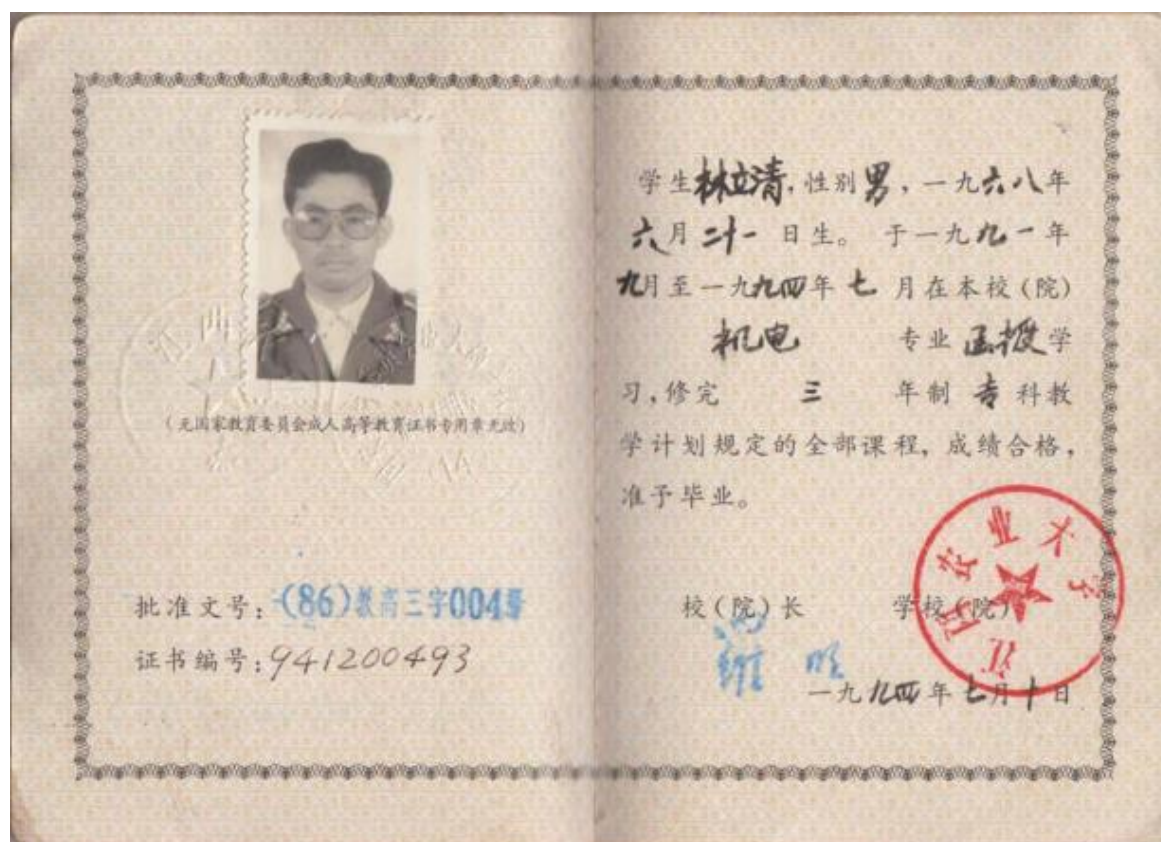 (无国家教育委员会成人高等教育证书专用章无效)
批准文号：(86)教高三字004号
证书编号：941200493
学生林立清，性别男，一九六八年
六月二十一日生。于一九九一年
九月至一九九四年七月在本校(院)
机电 专业函授学
习，修完 三 年制 专 科教
学计划规定的全部课程，成绩合格，
准予毕业。
江西农业大学
校(院)长 学校(院)
一九九四年七月十日